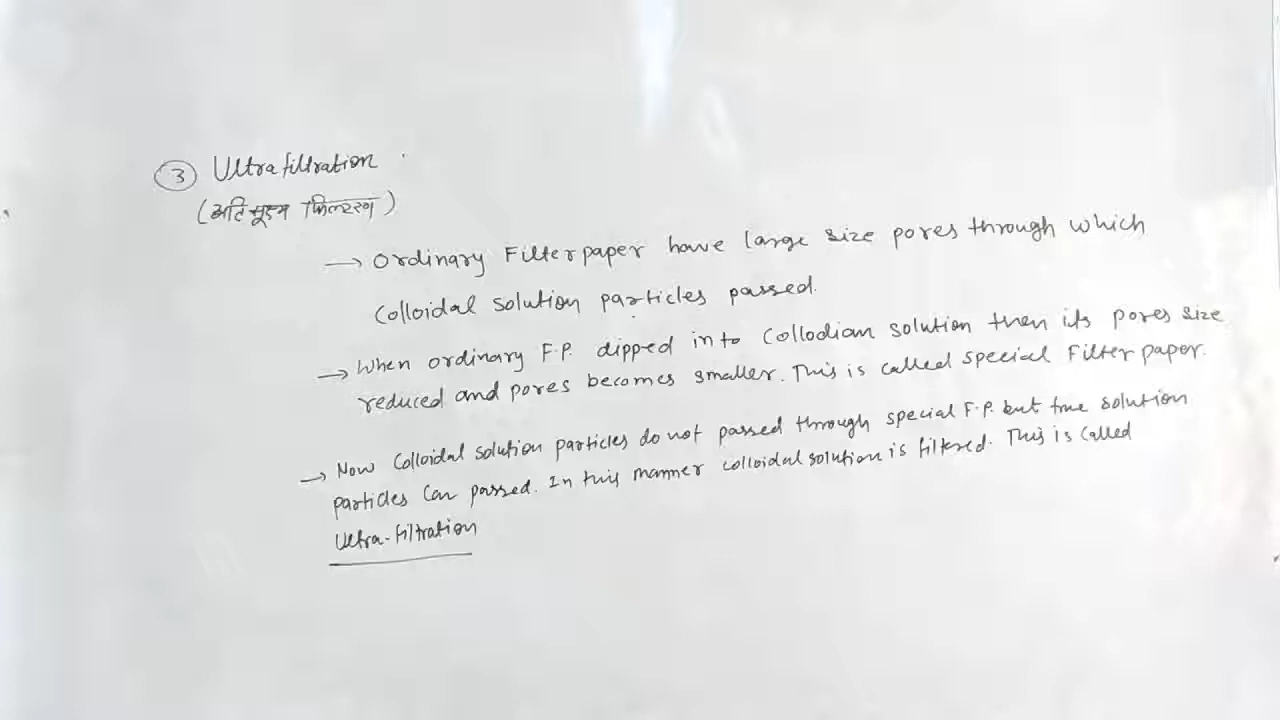 3 Ultrafiltration
(अति सूक्ष्म फिल्टरन)
→ Ordinary Filterpaper have large size pores through which
Colloidal solution particles passed.
→ When ordinary F.P. dipped into Collodian solution then its pores size
reduced and pores becomes smaller. This is called special Filter paper.
→ Now Colloidal solution particles do not passed through special F.P. but true solution
particles can passed. In this manner colloidal solution is filtered. This is called
Ultra-filtration